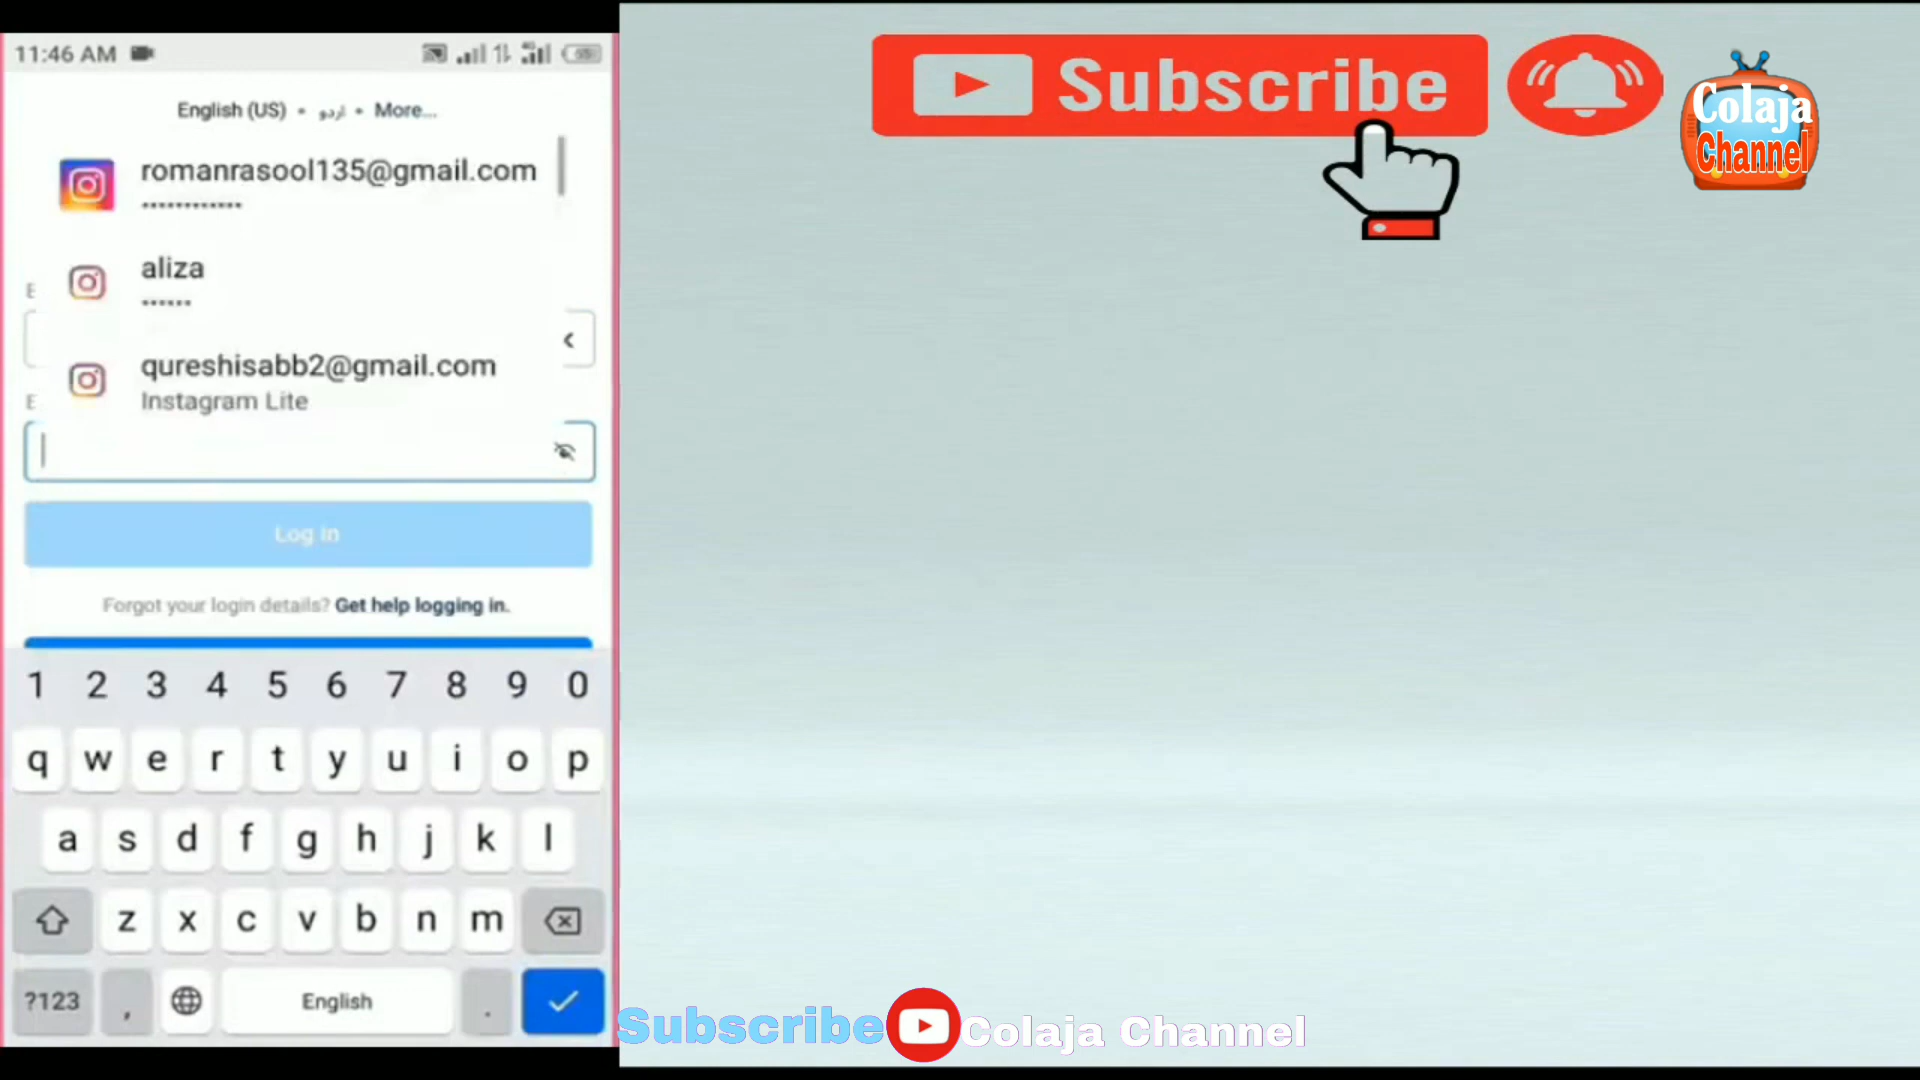 11:46 AM
English (US) • اردو • More...
romanrasool135@gmail.com
••••••••••••
aliza
••••••
qureshisabb2@gmail.com
Instagram Lite
E
E
Log in
Forgot your login details? Get help logging in.
1 2 3 4 5 6 7 8 9 0
q w e r t y u i o p
a s d f g h j k l
z x c v b n m
?123 , English .
Subscribe
Colaja
Channel
Subscribe Colaja Channel